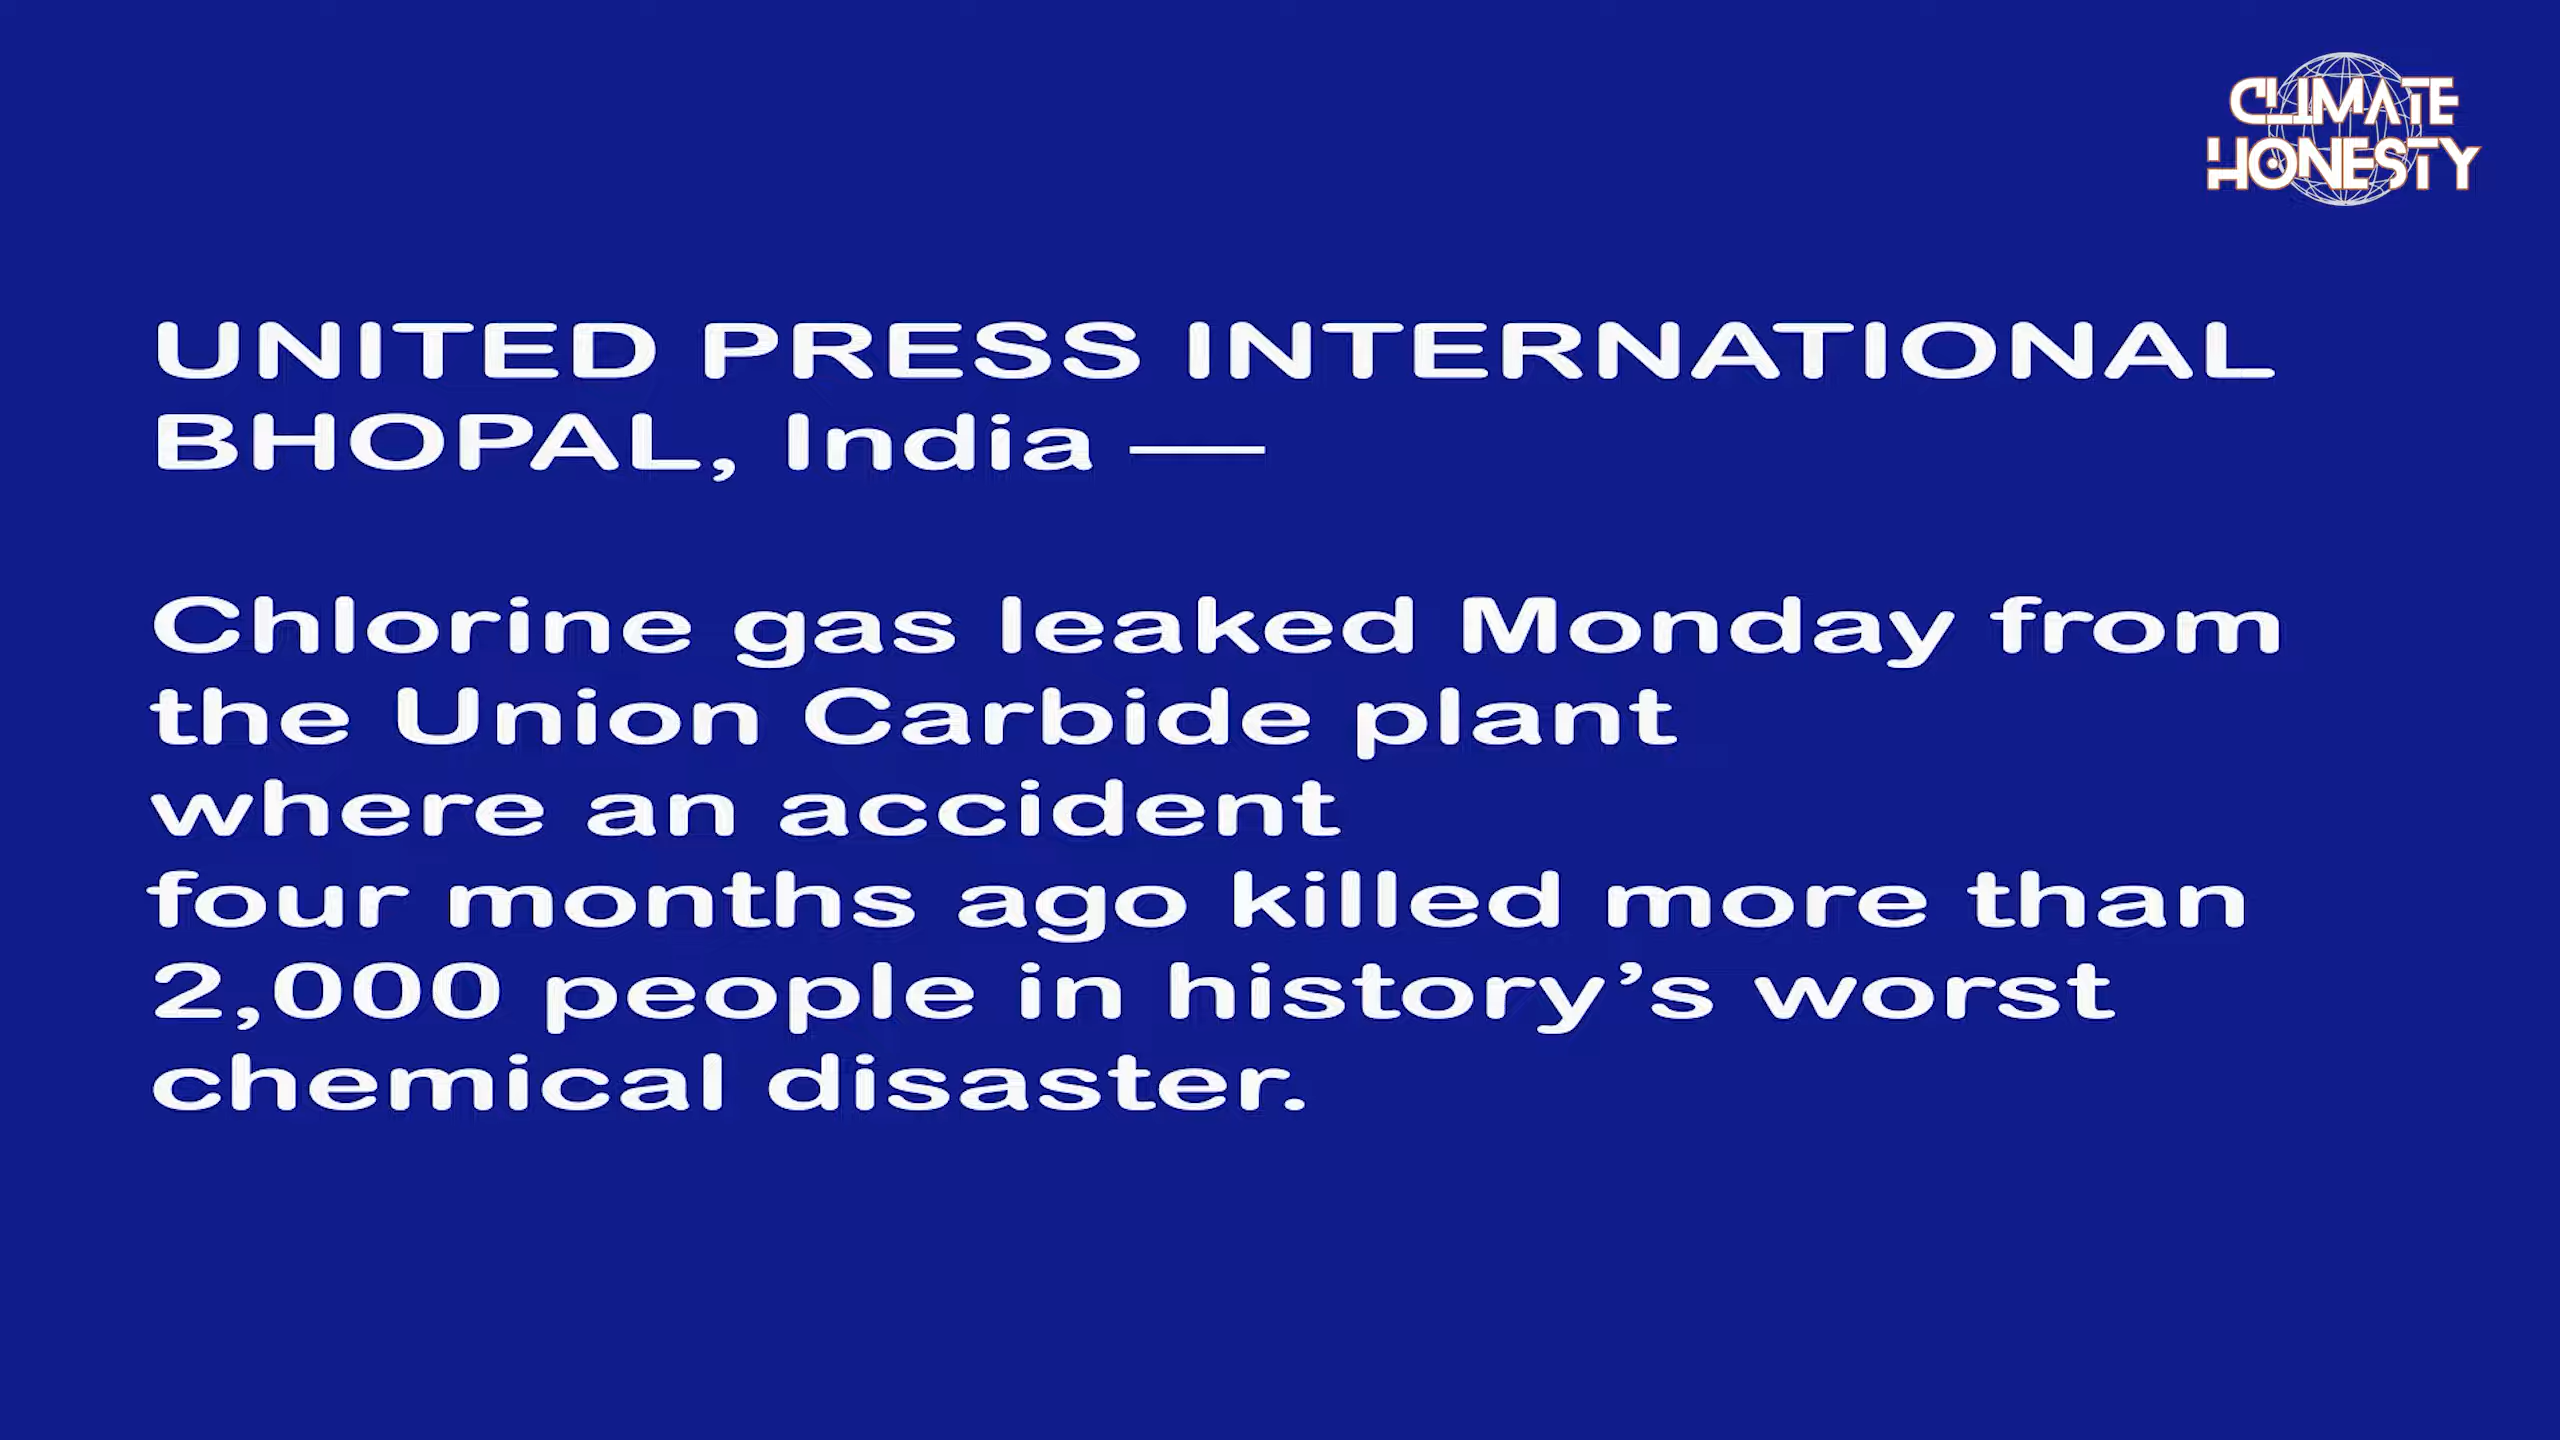 CLIMATE
HONESTY
UNITED PRESS INTERNATIONAL
BHOPAL, India —
Chlorine gas leaked Monday from
the Union Carbide plant
where an accident
four months ago killed more than
2,000 people in history’s worst
chemical disaster.